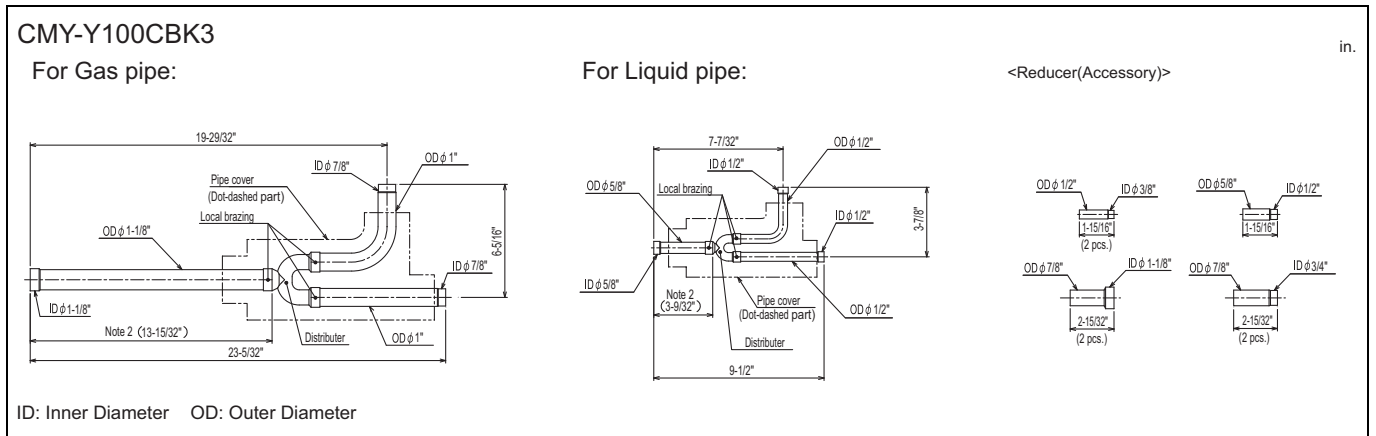 CMY-Y100CBK3
in.
For Gas pipe:
For Liquid pipe:
<Reducer(Accessory)>
19-29/32"
ID φ 7/8"
OD φ 1"
Pipe cover
(Dot-dashed part)
Local brazing
OD φ 1-1/8"
6-5/16"
ID φ 7/8"
ID φ 1-1/8"
Note 2 (13-15/32")
Distributer
OD φ 1"
23-5/32"
7-7/32"
OD φ 1/2"
ID φ 1/2"
OD φ 5/8"
Local brazing
3-7/8"
ID φ 1/2"
ID φ 5/8"
Note 2
(3-9/32")
Pipe cover
(Dot-dashed part)
OD φ 1/2"
Distributer
9-1/2"
OD φ 1/2"
ID φ 3/8"
1-15/16"
(2 pcs.)
OD φ 5/8"
ID φ 1/2"
1-15/16"
OD φ 7/8"
ID φ 1-1/8"
2-15/32"
(2 pcs.)
OD φ 7/8"
ID φ 3/4"
2-15/32"
(2 pcs.)
ID: Inner Diameter OD: Outer Diameter